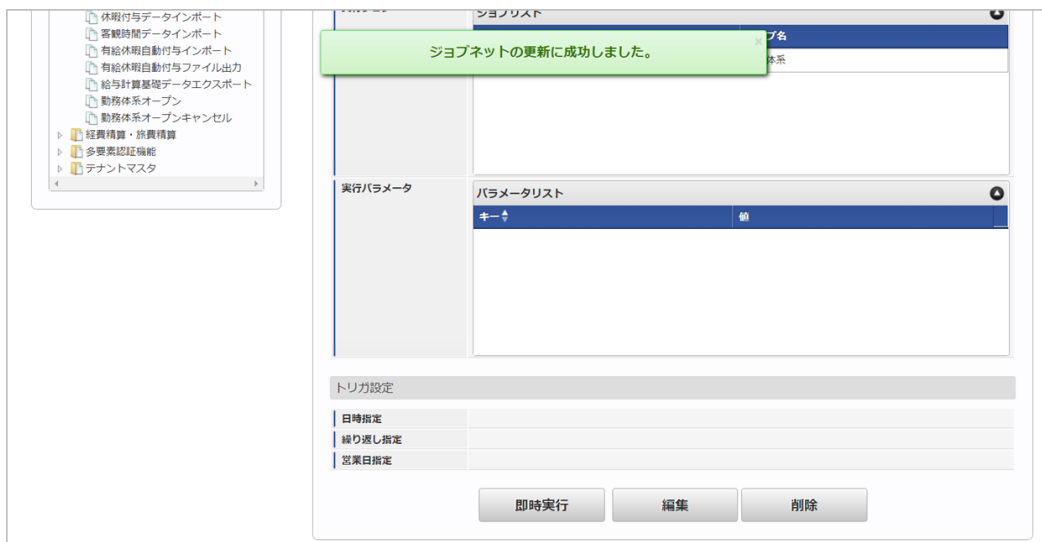 休暇付与データインポート
客観時間データインポート
有給休暇自動付与インポート
有給休暇自動付与ファイル出力
給与計算基礎データエクスポート
勤務体系オープン
勤務体系オープンキャンセル
経費精算・旅費精算
多要素認証機能
テナントマスタ
ジョブリスト
ブ名
体系
ジョブネットの更新に成功しました。
×
実行パラメータ
パラメータリスト
キー
値
トリガ設定
日時指定
繰り返し指定
営業日指定
即時実行
編集
削除